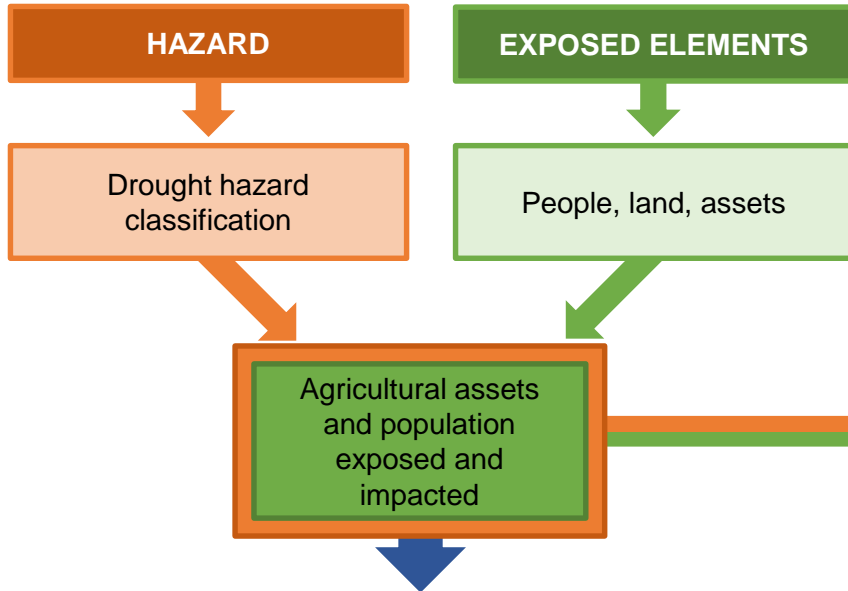 HAZARD
EXPOSED ELEMENTS
Drought hazard
classification
People, land, assets
Agricultural assets
and population
exposed and
impacted